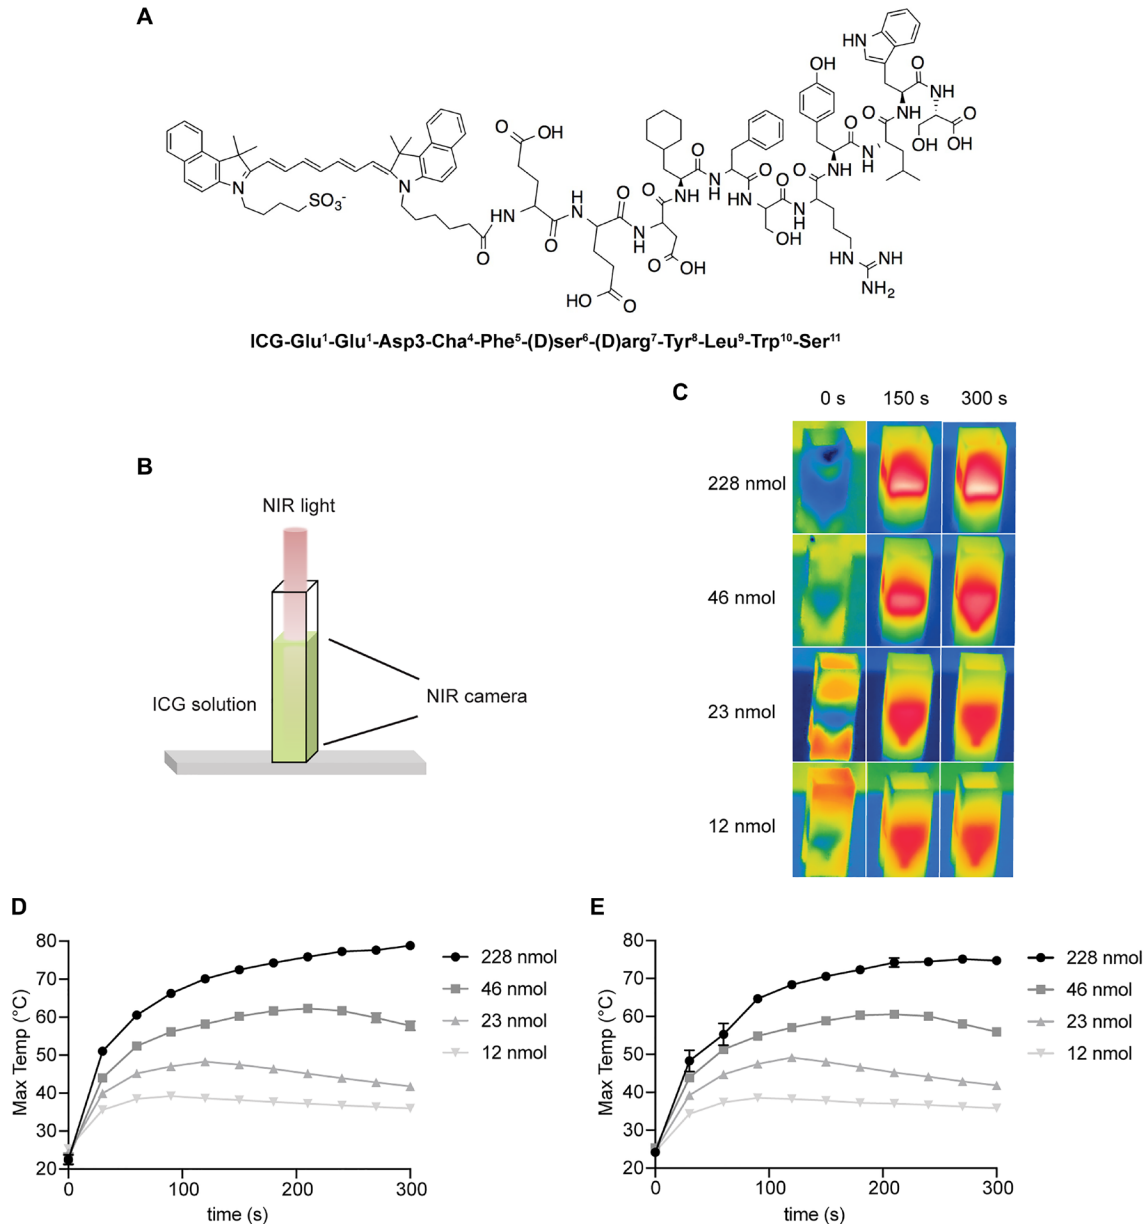 A
HN
OH
O
NH
O
OH
O
OH
O
O
NH
OH
OH
O
O
NH
HN
O
O
NH
O
O
NH
SO3-
N
N
HN
H
N
O
O
NH
O
HN
O
NH
OH
HN
NH
O
O
N
H
O
OH
NH2
HO
O
ICG-Glu1-Glu1-Asp3-Cha4-Phe5-(D)ser6-(D)arg7-Tyr8-Leu9-Trp10-Ser11
B
NIR light
ICG solution
NIR camera
C
0 s 150 s 300 s
228 nmol
46 nmol
23 nmol
12 nmol
D
Max Temp (°C)
80
70
60
50
40
30
20
0 100 200 300
time (s)
228 nmol
46 nmol
23 nmol
12 nmol
E
Max Temp (°C)
80
70
60
50
40
30
20
0 100 200 300
time (s)
228 nmol
46 nmol
23 nmol
12 nmol